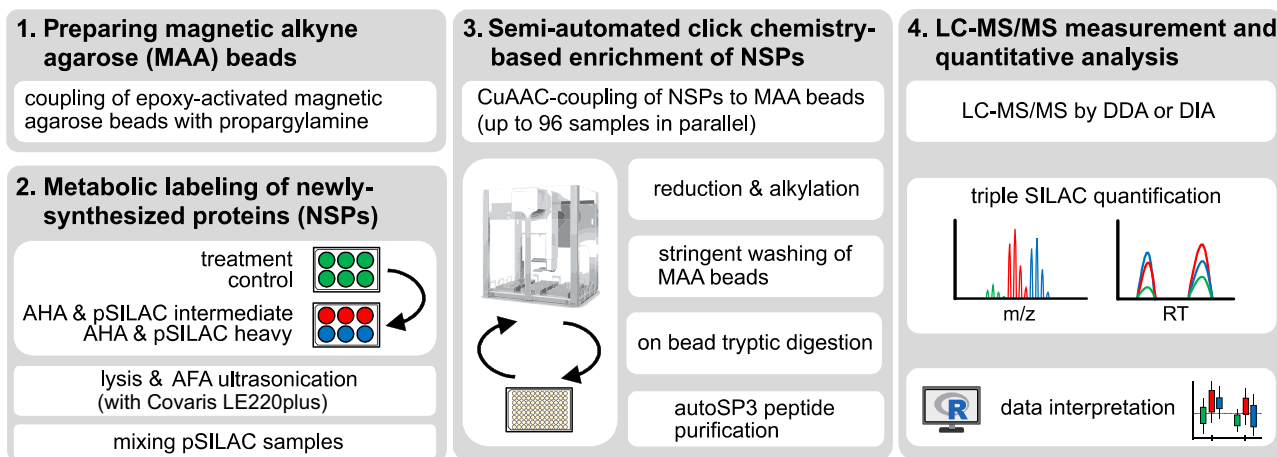 1. Preparing magnetic alkyne
agarose (MAA) beads
coupling of epoxy-activated magnetic
agarose beads with propargylamine
2. Metabolic labeling of newly-
synthesized proteins (NSPs)
treatment
control
AHA & pSILAC intermediate
AHA & pSILAC heavy
lysis & AFA ultrasonication
(with Covaris LE220plus)
mixing pSILAC samples
3. Semi-automated click chemistry-
based enrichment of NSPs
CuAAC-coupling of NSPs to MAA beads
(up to 96 samples in parallel)
reduction & alkylation
stringent washing of
MAA beads
on bead tryptic digestion
autoSP3 peptide
purification
4. LC-MS/MS measurement and
quantitative analysis
LC-MS/MS by DDA or DIA
triple SILAC quantification
m/z
RT
R
data interpretation